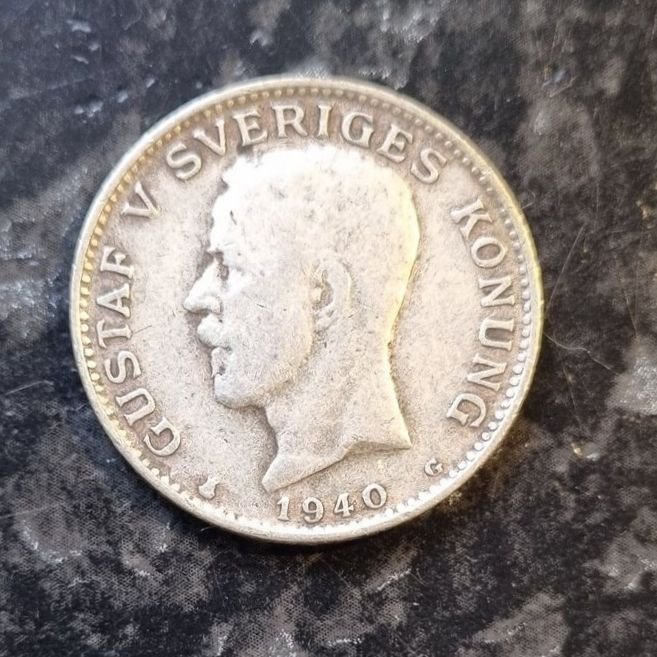 GUSTAF V SVERIGES KONUNG
1940
G